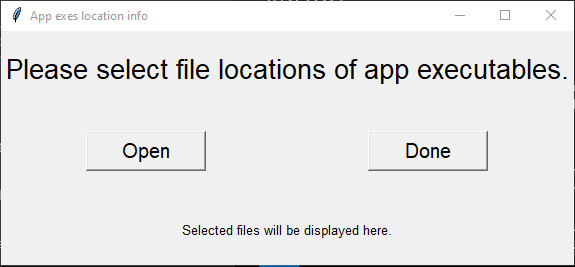 App exes location info
Please select file locations of app executables.
Open
Done
Selected files will be displayed here.